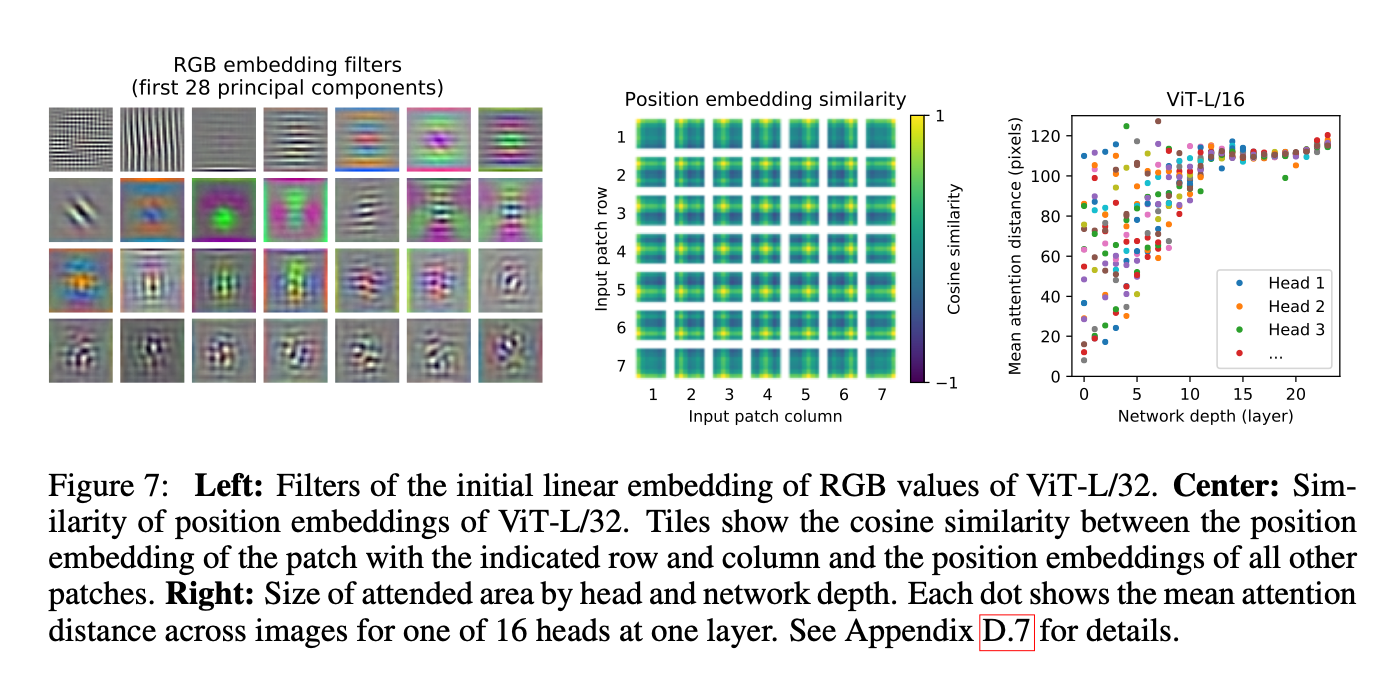 RGB embedding filters
(first 28 principal components)
Position embedding similarity
1
2
3
4
5
6
7
Input patch row
1 2 3 4 5 6 7
Input patch column
1
−1
Cosine similarity
ViT-L/16
120
100
80
60
40
20
0
Mean attention distance (pixels)
Head 1
Head 2
Head 3
...
0 5 10 15 20
Network depth (layer)
Figure 7: Left: Filters of the initial linear embedding of RGB values of ViT-L/32. Center: Sim-
ilarity of position embeddings of ViT-L/32. Tiles show the cosine similarity between the position
embedding of the patch with the indicated row and column and the position embeddings of all other
patches. Right: Size of attended area by head and network depth. Each dot shows the mean attention
distance across images for one of 16 heads at one layer. See Appendix D.7 for details.